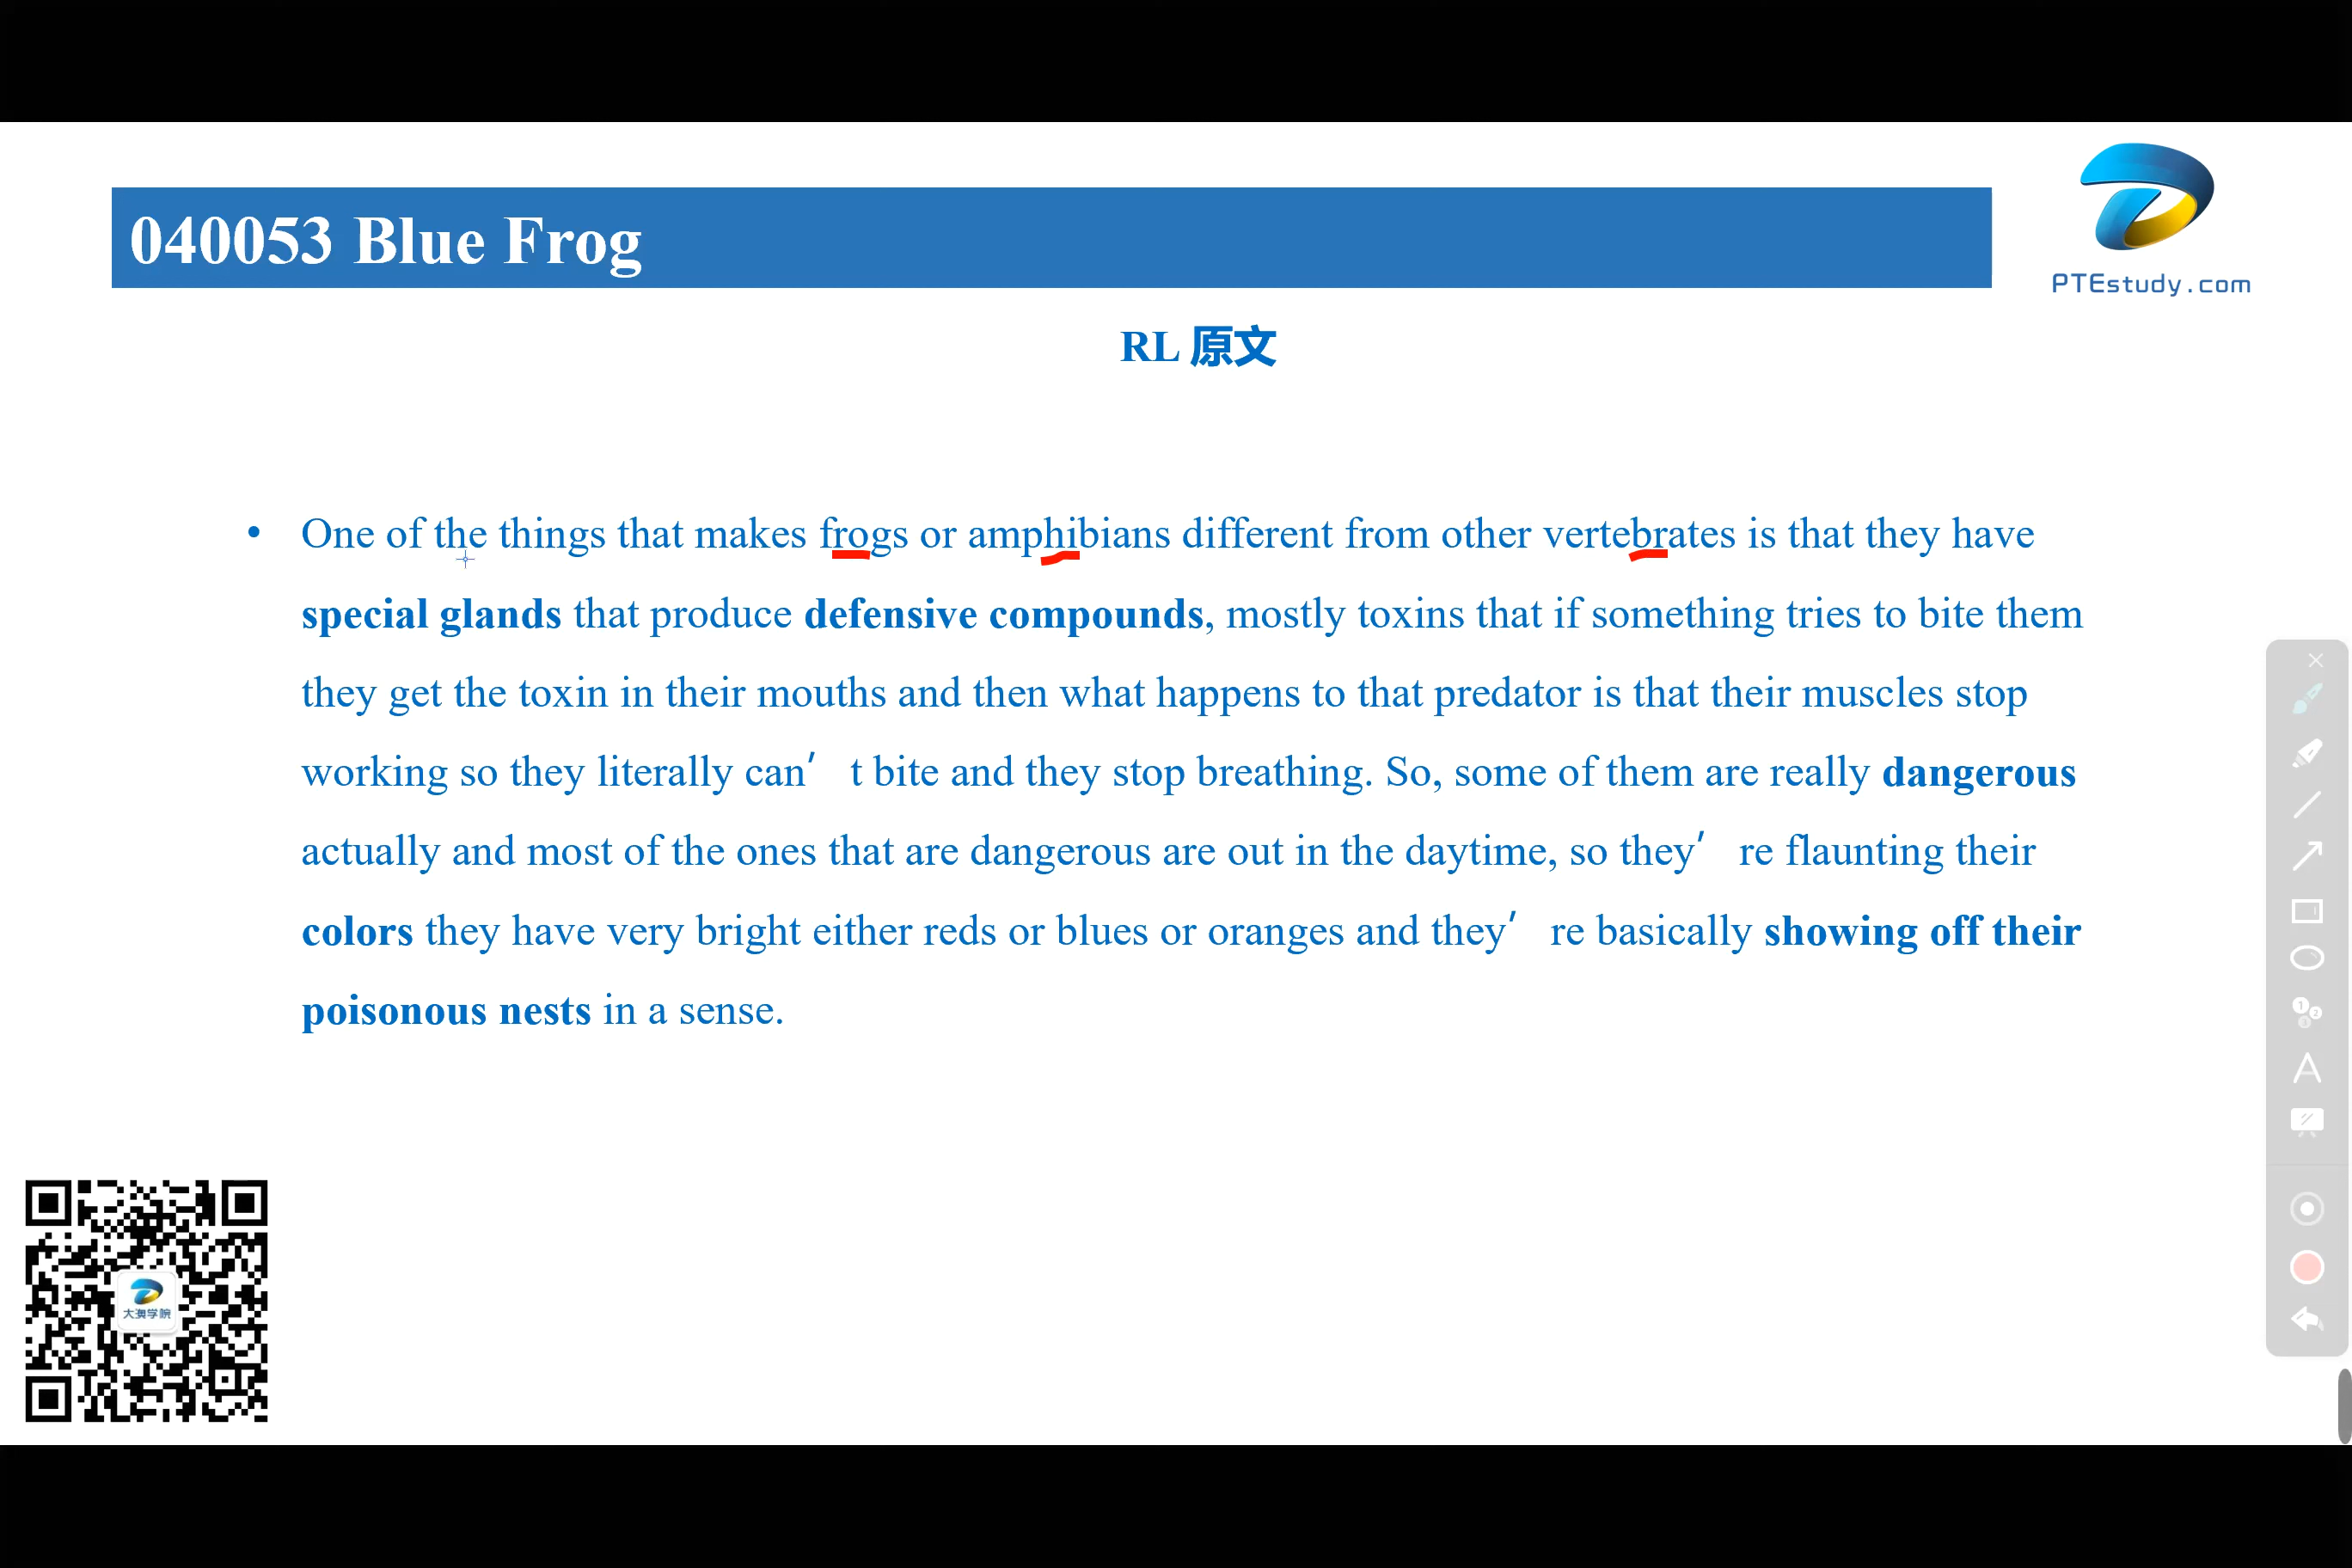 040053 Blue Frog
PTEstudy.com
RL 原文
• One of the things that makes frogs or amphibians different from other vertebrates is that they have
special glands that produce defensive compounds, mostly toxins that if something tries to bite them
they get the toxin in their mouths and then what happens to that predator is that their muscles stop
working so they literally can′ t bite and they stop breathing. So, some of them are really dangerous
actually and most of the ones that are dangerous are out in the daytime, so they′ re flaunting their
colors they have very bright either reds or blues or oranges and they′ re basically showing off their
poisonous nests in a sense.
大澳学院